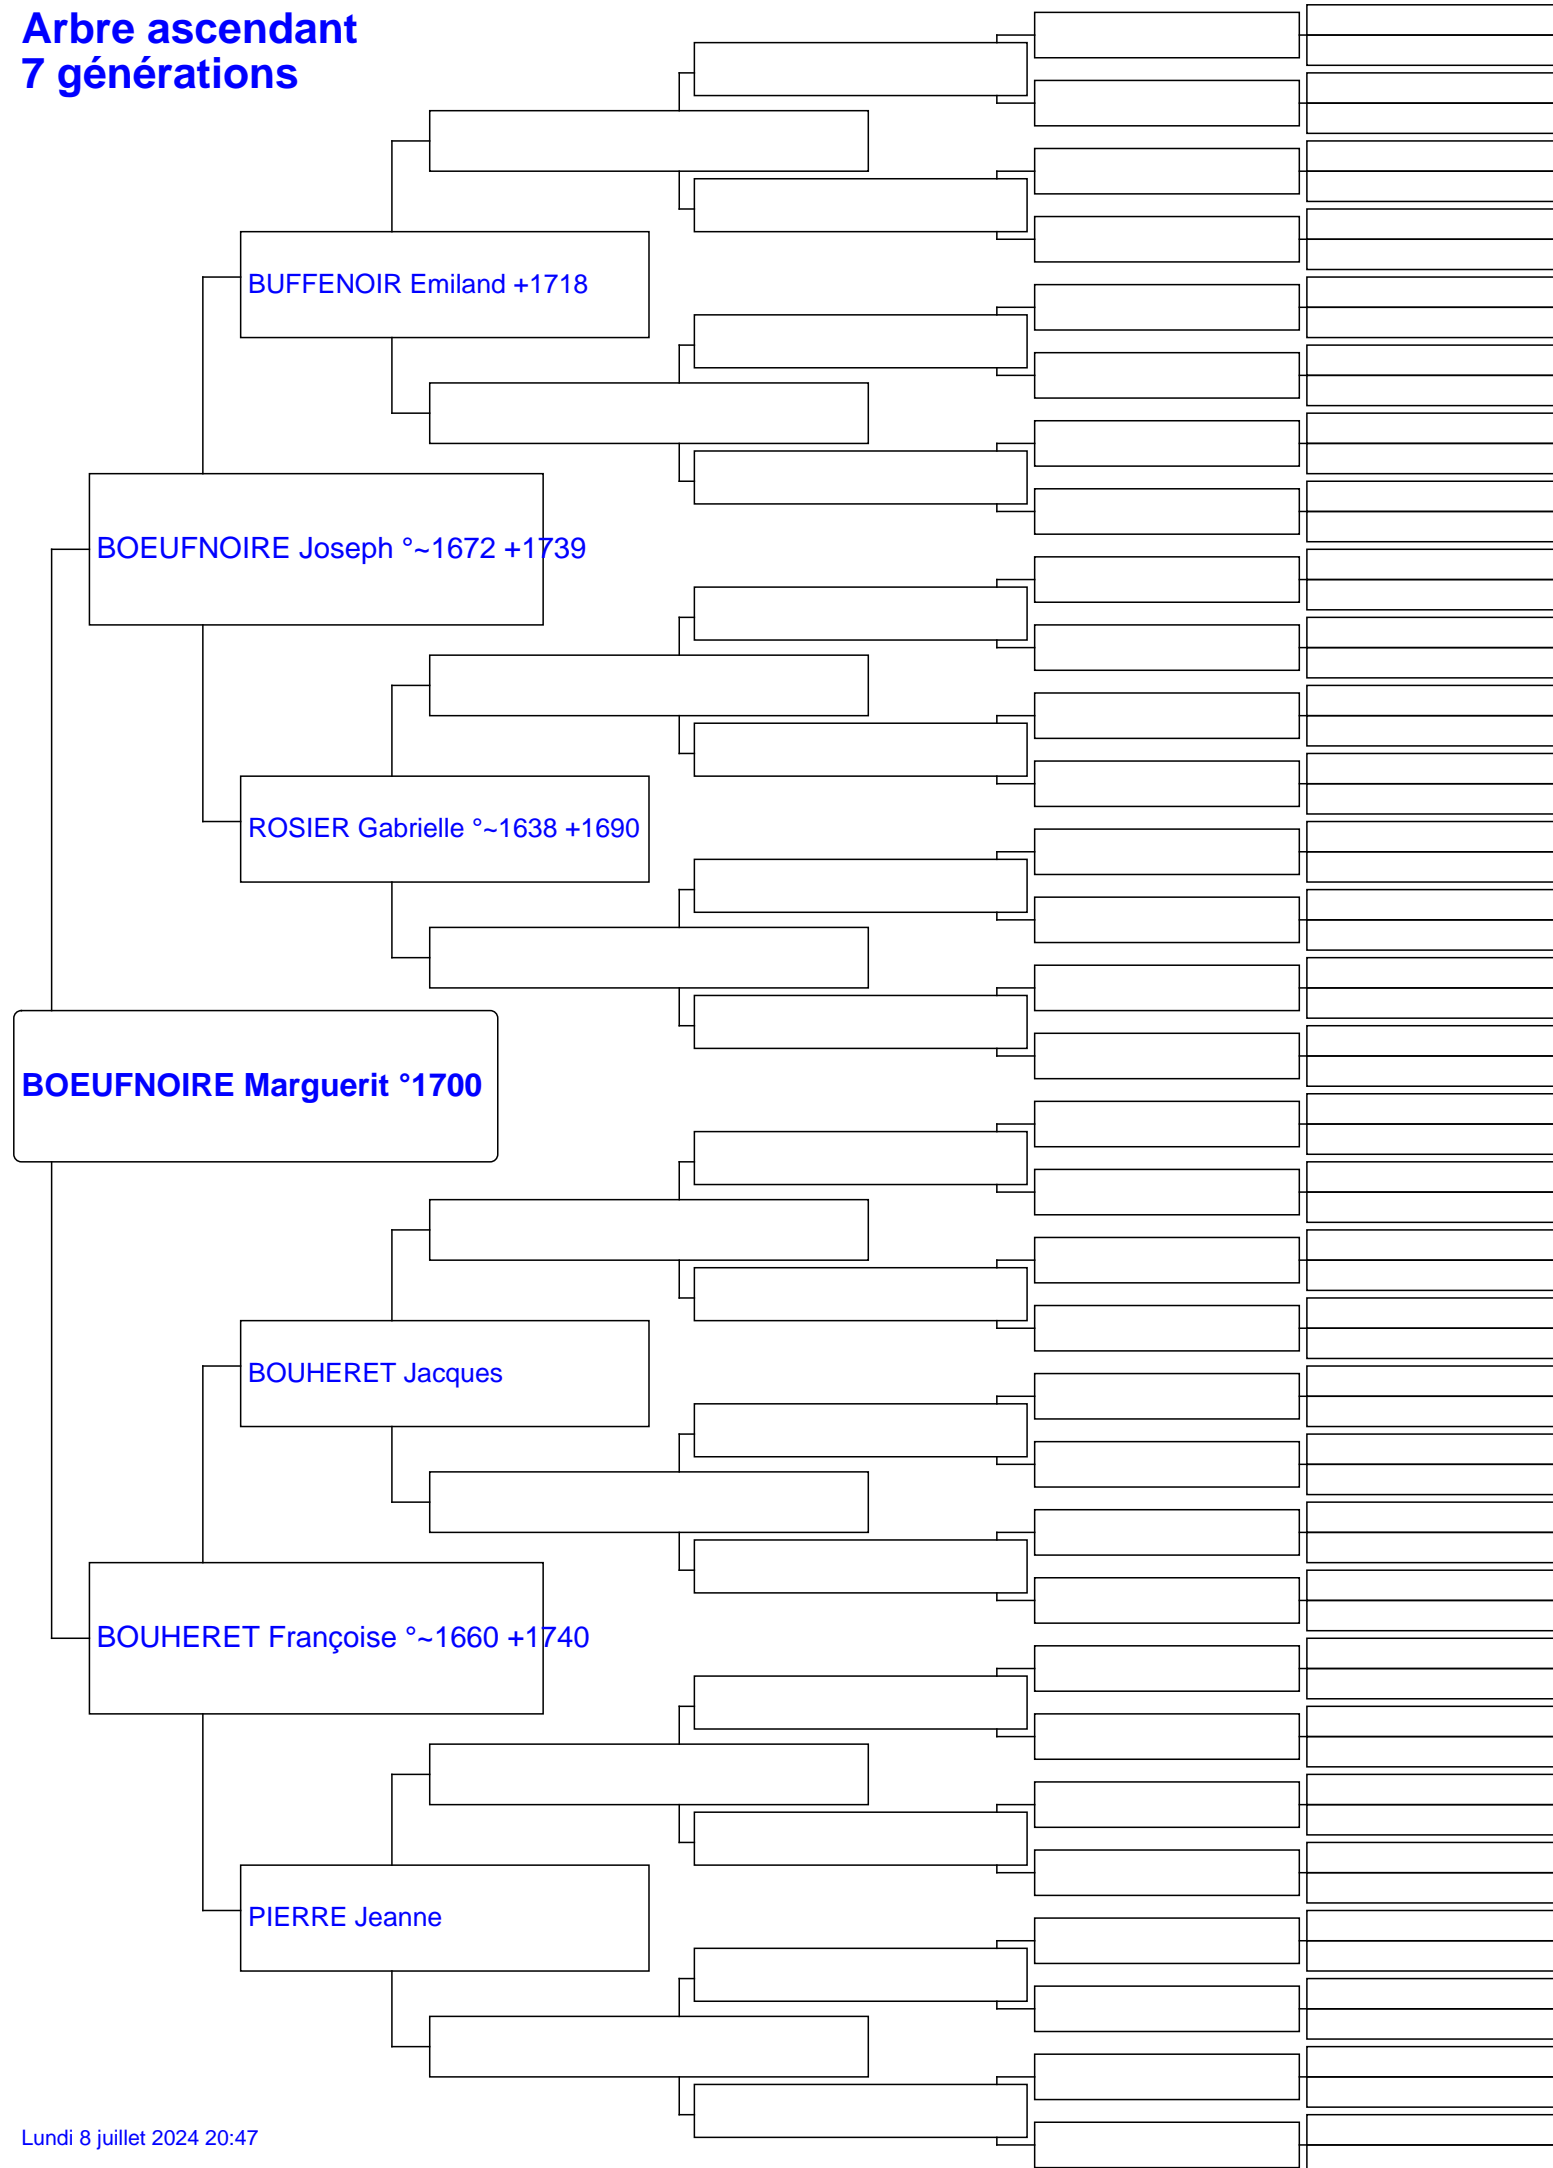 Arbre ascendant
7 générations
BUFFENOIR Emiland +1718
BOEUFNOIRE Joseph °~1672 +1739
ROSIER Gabrielle °~1638 +1690
BOEUFNOIRE Marguerit °1700
BOUHERET Jacques
BOUHERET Françoise °~1660 +1740
PIERRE Jeanne
Lundi 8 juillet 2024 20:47